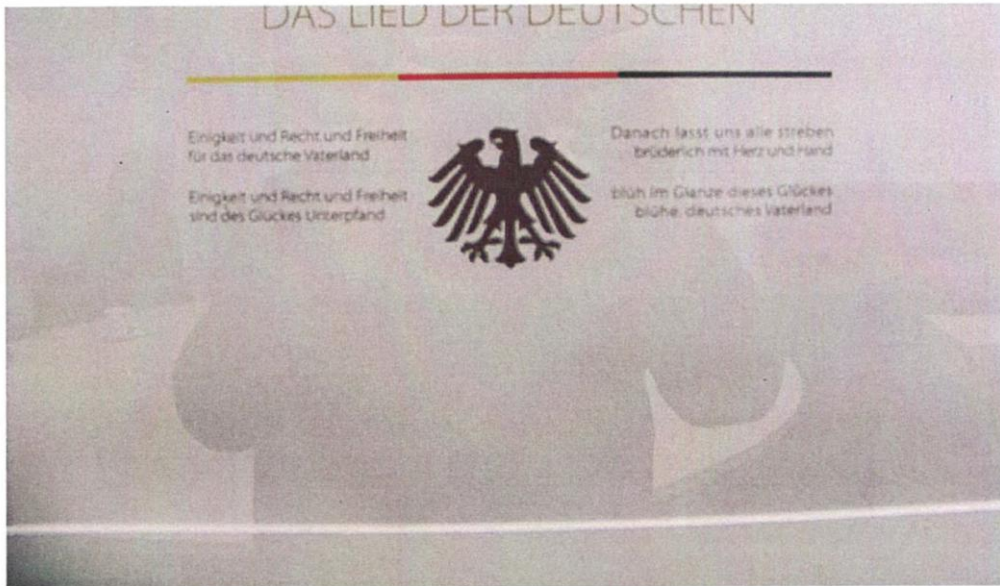 DAS LIED DER DEUTSCHEN
Einigkeit und Recht und Freiheit
für das deutsche Vaterland
Einigkeit und Recht und Freiheit
sind des Glückes Unterpfand
Danach lasst uns alle streben
brüderlich mit Herz und Hand
blüh im Glanze dieses Glückes
blühe, deutsches Vaterland